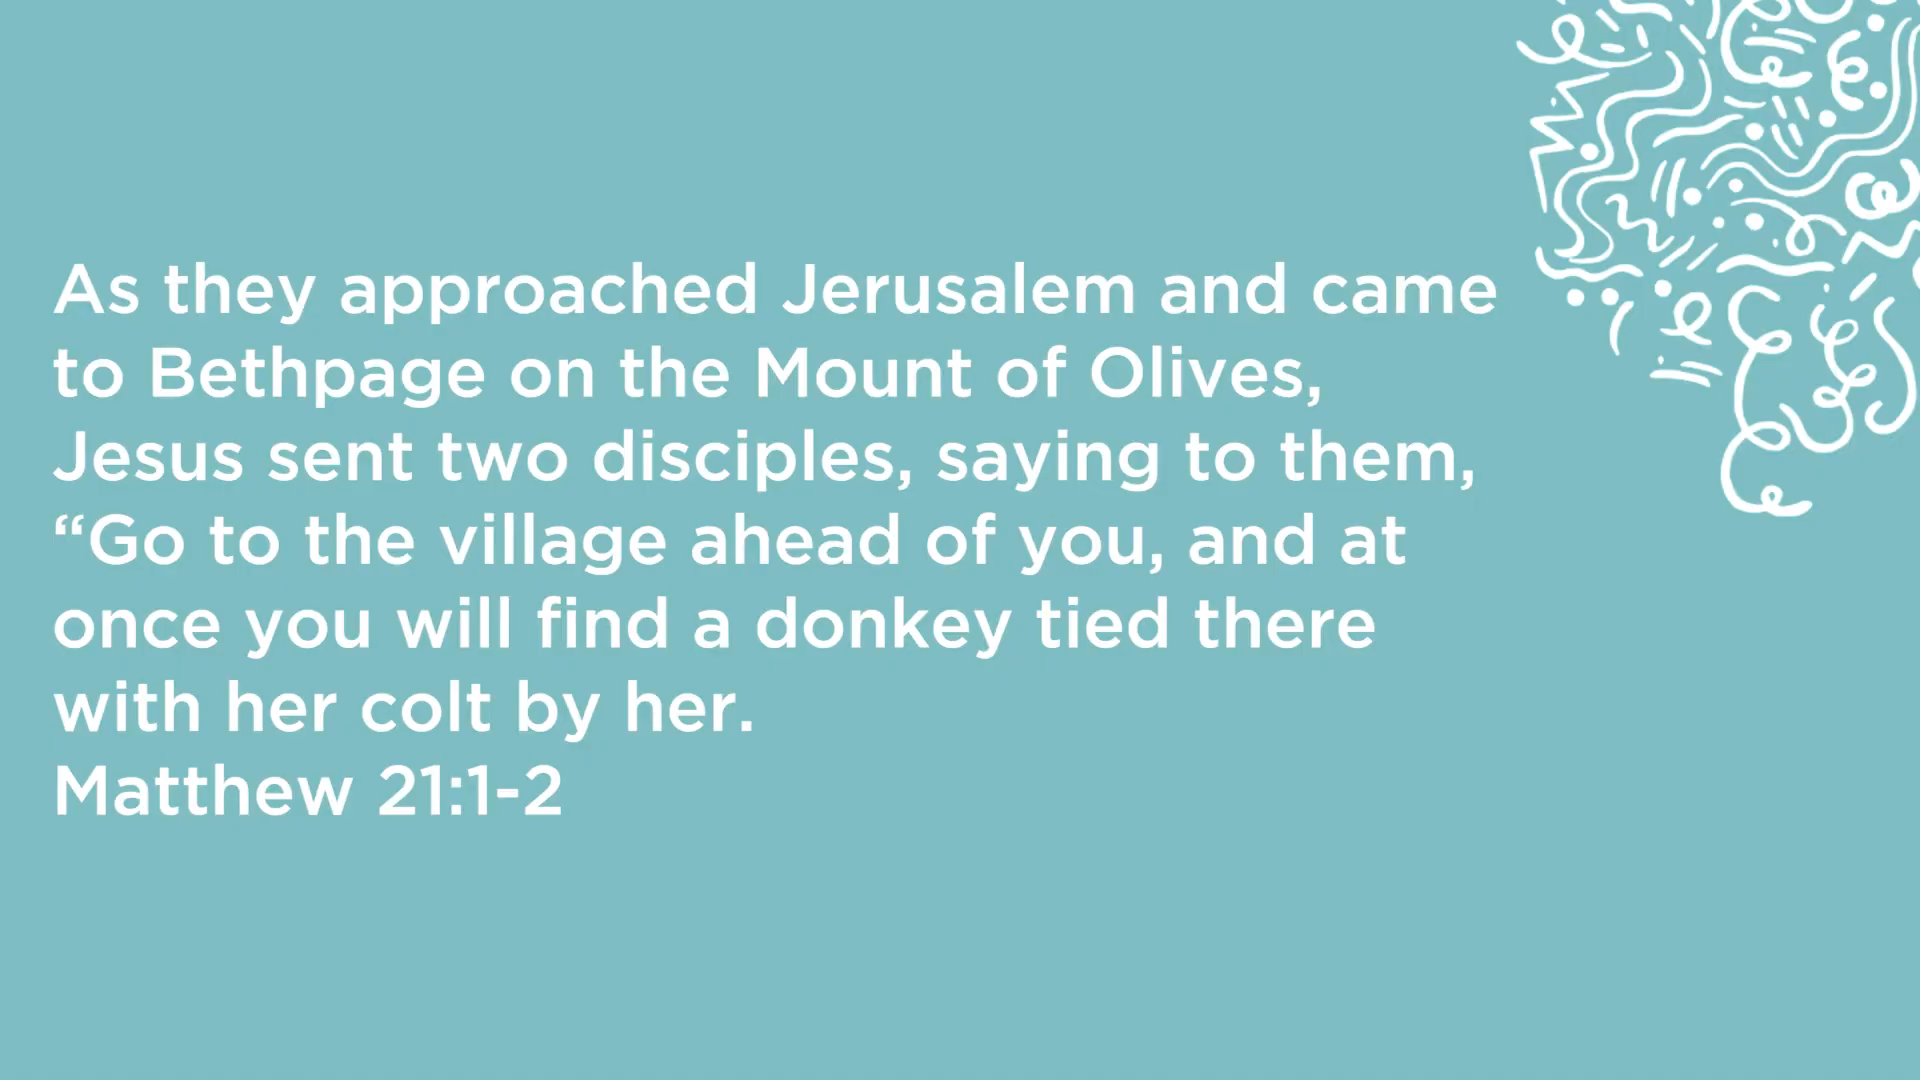 As they approached Jerusalem and came
to Bethpage on the Mount of Olives,
Jesus sent two disciples, saying to them,
“Go to the village ahead of you, and at
once you will find a donkey tied there
with her colt by her.
Matthew 21:1-2